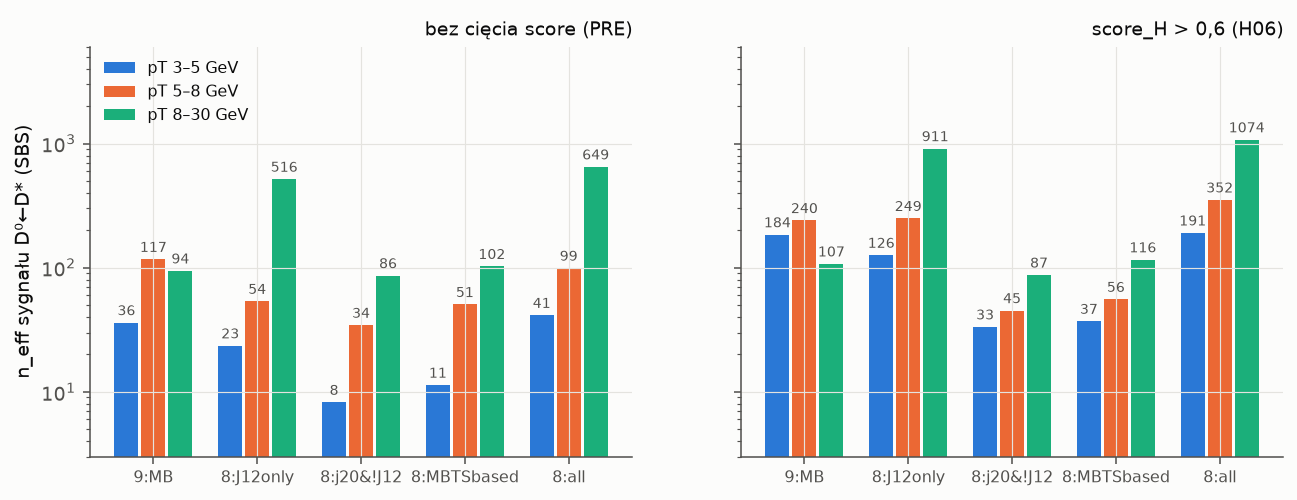 bez cięcia score (PRE)
score_H > 0,6 (H06)
pT 3–5 GeV
pT 5–8 GeV
pT 8–30 GeV
n_eff sygnału D⁰←D* (SBS)
10³
10²
10¹
36 117 94 23 54 516 8 34 86 11 51 102 41 99 649
184 240 107 126 249 911 33 45 87 37 56 116 191 352 1074
9:MB 8:J12only 8:j20&!J12 8:MBTSbased 8:all
9:MB 8:J12only 8:j20&!J12 8:MBTSbased 8:all